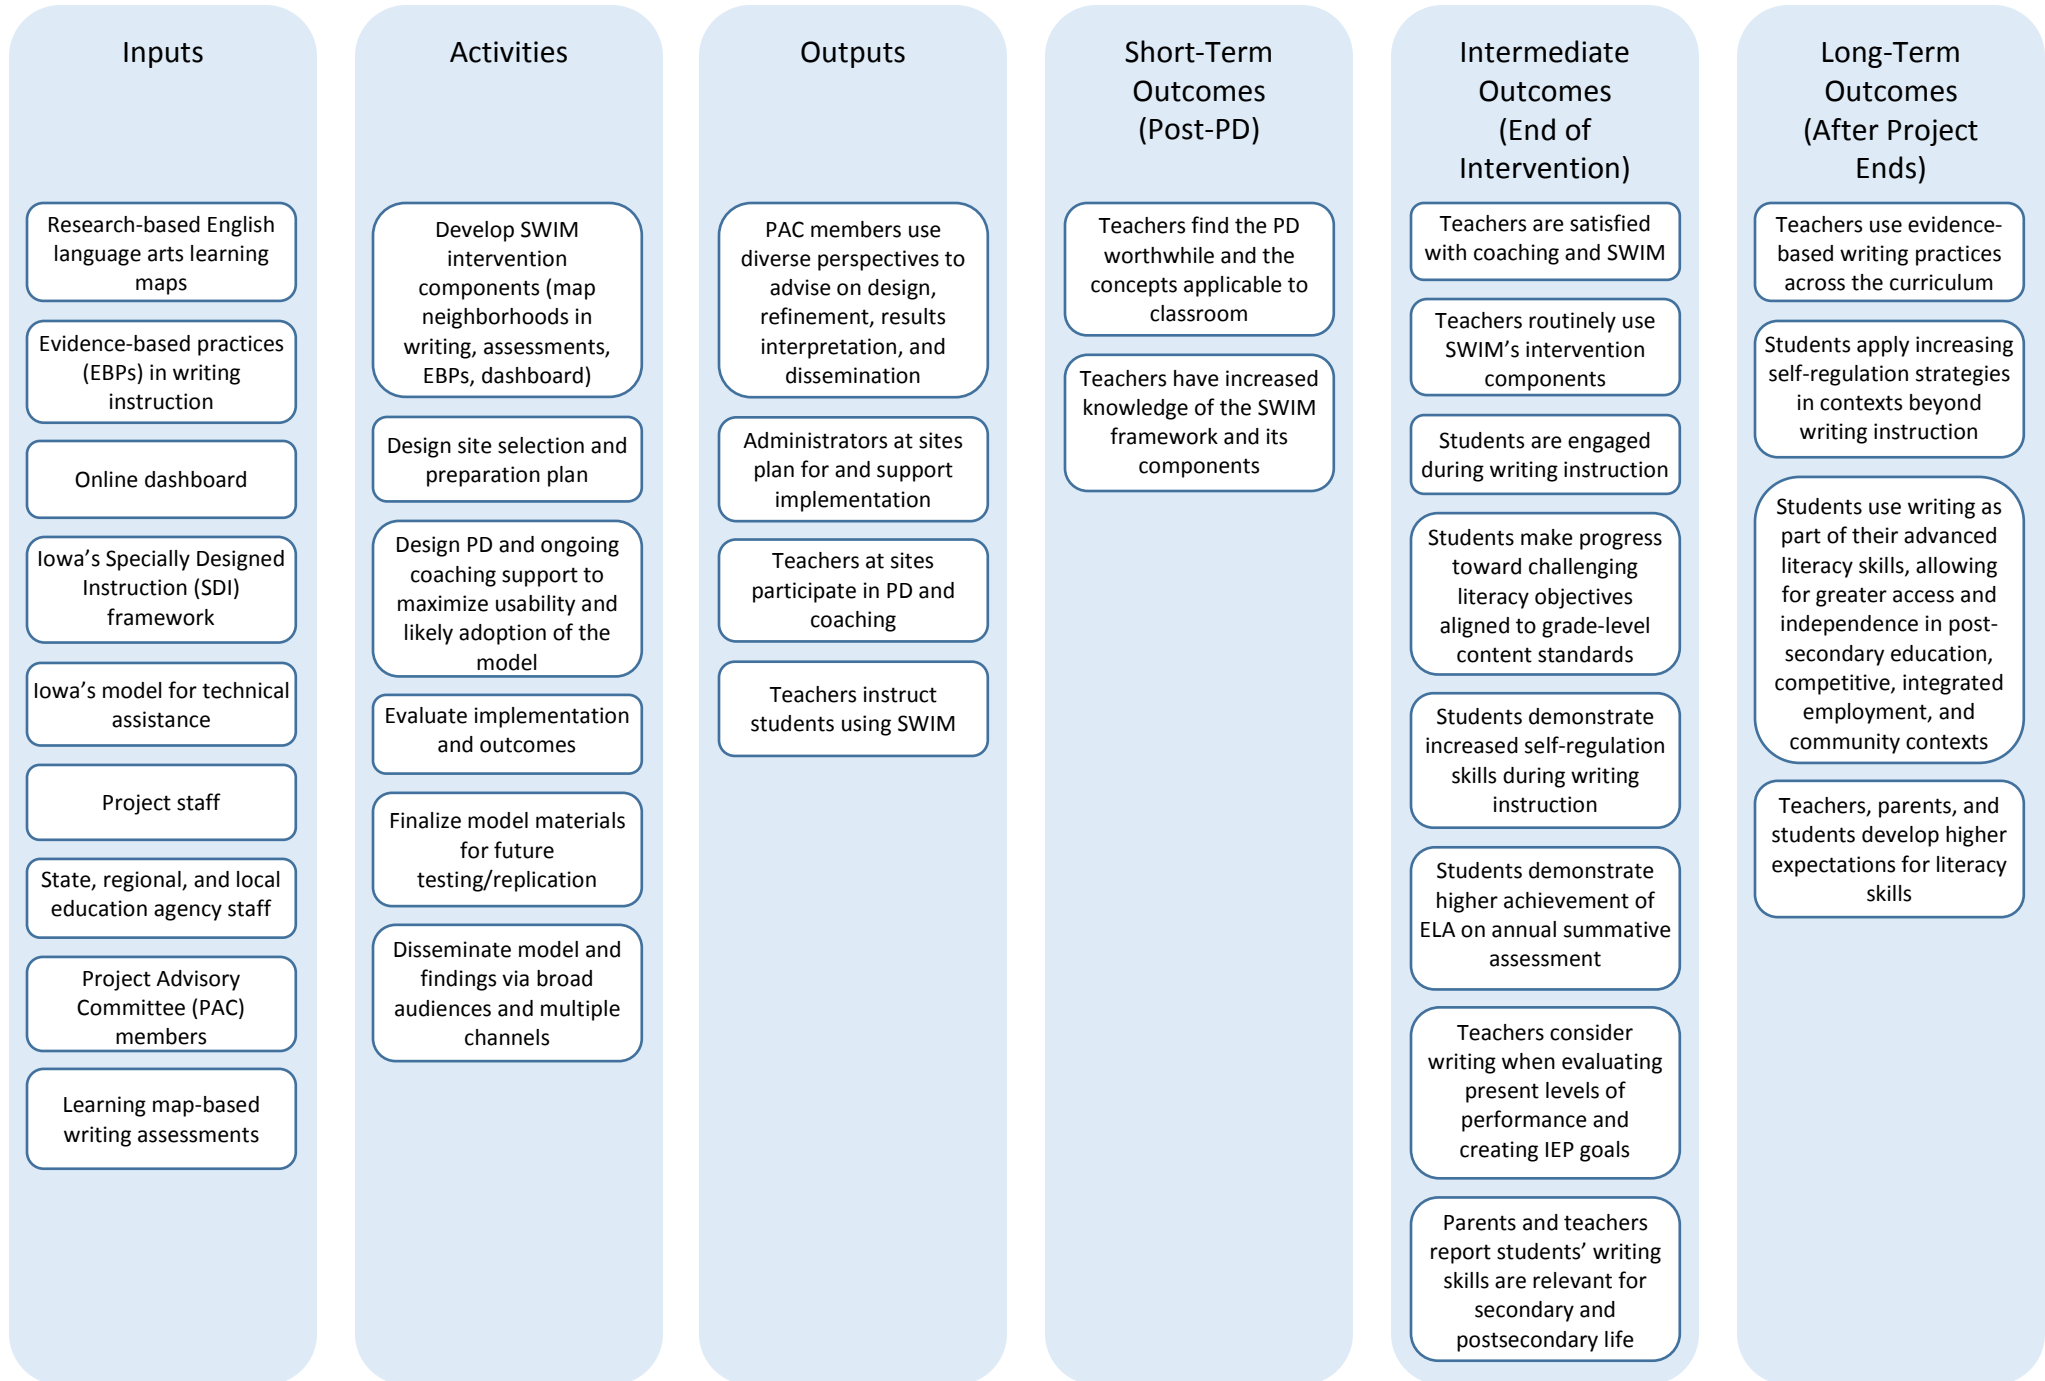 Inputs
Research-based English
language arts learning
maps
Evidence-based practices
(EBPs) in writing
instruction
Online dashboard
Iowa’s Specially Designed
Instruction (SDI)
framework
Iowa’s model for technical
assistance
Project staff
State, regional, and local
education agency staff
Project Advisory
Committee (PAC)
members
Learning map-based
writing assessments
Activities
Develop SWIM
intervention
components (map
neighborhoods in
writing, assessments,
EBPs, dashboard)
Design site selection and
preparation plan
Design PD and ongoing
coaching support to
maximize usability and
likely adoption of the
model
Evaluate implementation
and outcomes
Finalize model materials
for future
testing/replication
Disseminate model and
findings via broad
audiences and multiple
channels
Outputs
PAC members use
diverse perspectives to
advise on design,
refinement, results
interpretation, and
dissemination
Administrators at sites
plan for and support
implementation
Teachers at sites
participate in PD and
coaching
Teachers instruct
students using SWIM
Short-Term
Outcomes
(Post-PD)
Teachers find the PD
worthwhile and the
concepts applicable to
classroom
Teachers have increased
knowledge of the SWIM
framework and its
components
Intermediate
Outcomes
(End of
Intervention)
Teachers are satisfied
with coaching and SWIM
Teachers routinely use
SWIM’s intervention
components
Students are engaged
during writing instruction
Students make progress
toward challenging
literacy objectives
aligned to grade-level
content standards
Students demonstrate
increased self-regulation
skills during writing
instruction
Students demonstrate
higher achievement of
ELA on annual summative
assessment
Teachers consider
writing when evaluating
present levels of
performance and
creating IEP goals
Parents and teachers
report students’ writing
skills are relevant for
secondary and
postsecondary life
Long-Term
Outcomes
(After Project
Ends)
Teachers use evidence-
based writing practices
across the curriculum
Students apply increasing
self-regulation strategies
in contexts beyond
writing instruction
Students use writing as
part of their advanced
literacy skills, allowing
for greater access and
independence in post-
secondary education,
competitive, integrated
employment, and
community contexts
Teachers, parents, and
students develop higher
expectations for literacy
skills